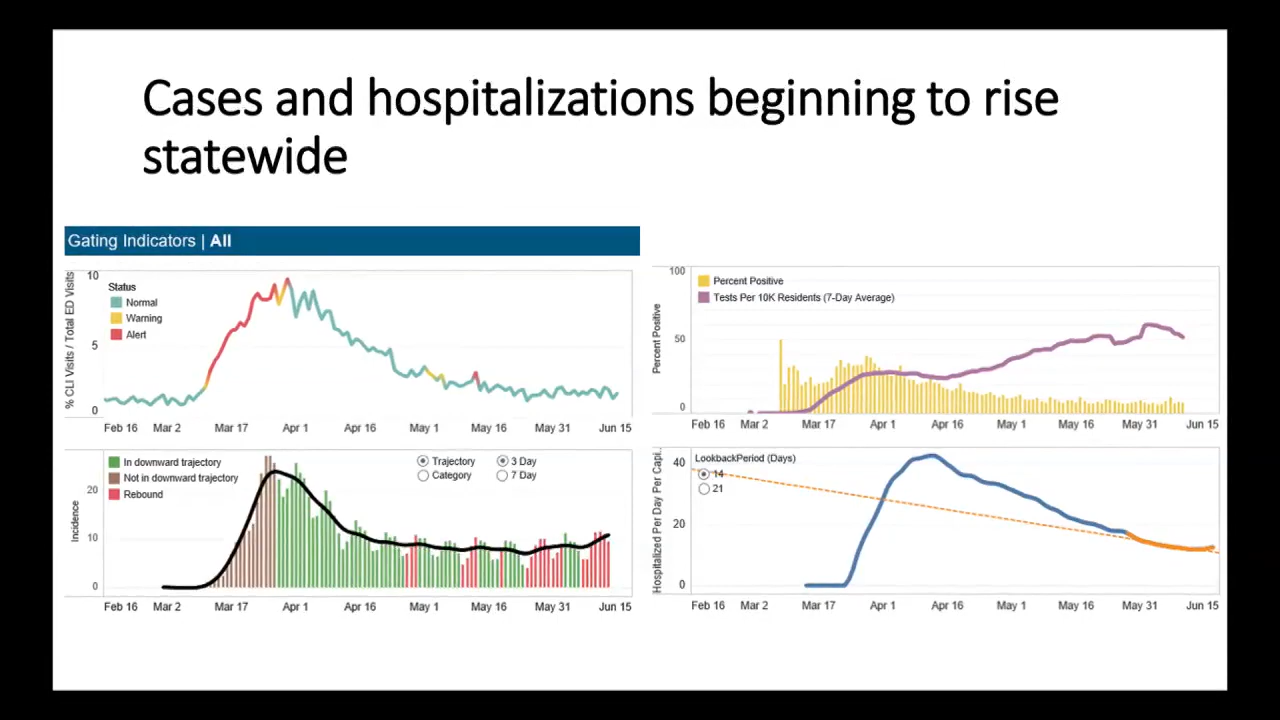 Cases and hospitalizations beginning to rise
statewide
Gating Indicators | All
% CLI Visits / Total ED Visits
10
5
0
Status
Normal
Warning
Alert
Feb 16 Mar 2 Mar 17 Apr 1 Apr 16 May 1 May 16 May 31 Jun 15
Percent Positive
100
50
0
Percent Positive
Tests Per 10K Residents (7-Day Average)
Feb 16 Mar 2 Mar 17 Apr 1 Apr 16 May 1 May 16 May 31 Jun 15
Incidence
20
10
0
In downward trajectory
Not in downward trajectory
Rebound
Trajectory 3 Day
Category 7 Day
Feb 16 Mar 2 Mar 17 Apr 1 Apr 16 May 1 May 16 May 31 Jun 15
Hospitalized Per Day Per Capi..
40
20
0
LookbackPeriod (Days)
14
21
Feb 16 Mar 2 Mar 17 Apr 1 Apr 16 May 1 May 16 May 31 Jun 15